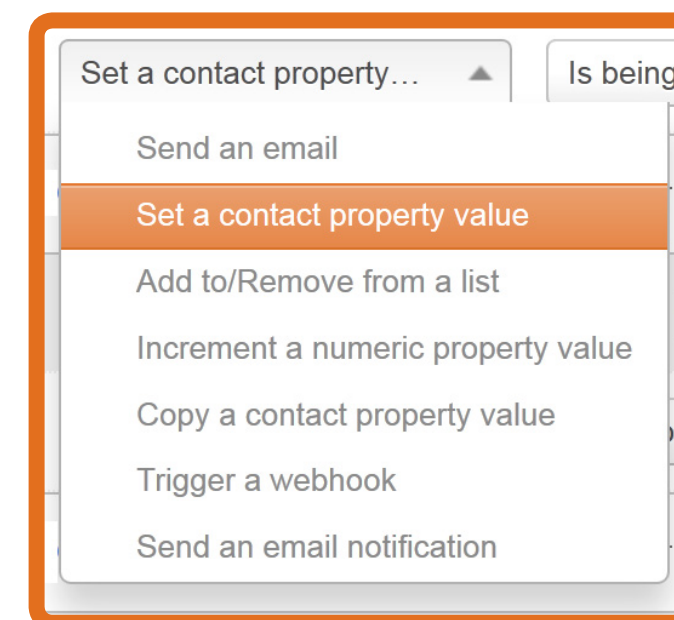 Set a contact property…
Is being
Send an email
Set a contact property value
Add to/Remove from a list
Increment a numeric property value
Copy a contact property value
Trigger a webhook
Send an email notification